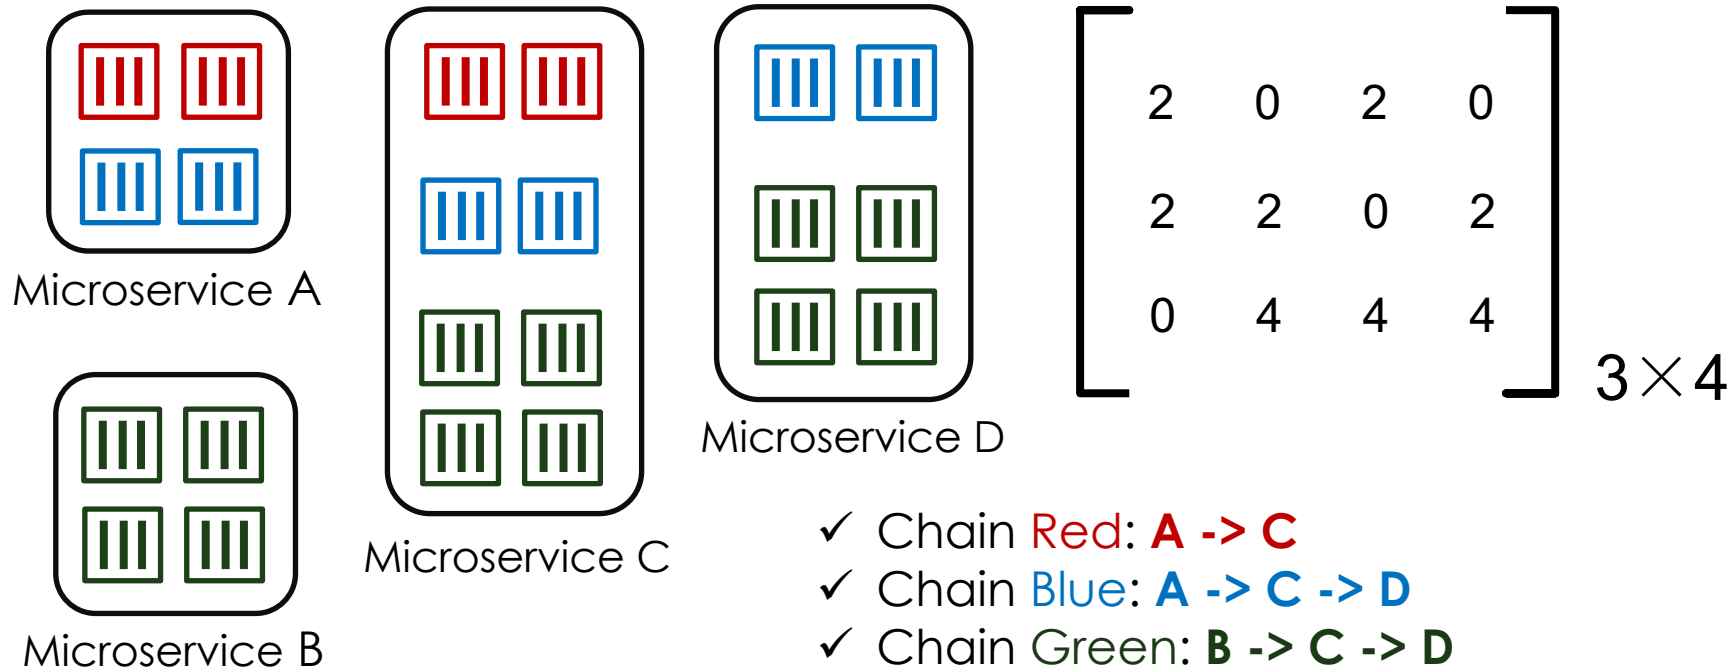 Microservice A
Microservice B
Microservice C
Microservice D
2 0 2 0
2 2 0 2
0 4 4 4
3×4
✓ Chain Red: A -> C
✓ Chain Blue: A -> C -> D
✓ Chain Green: B -> C -> D